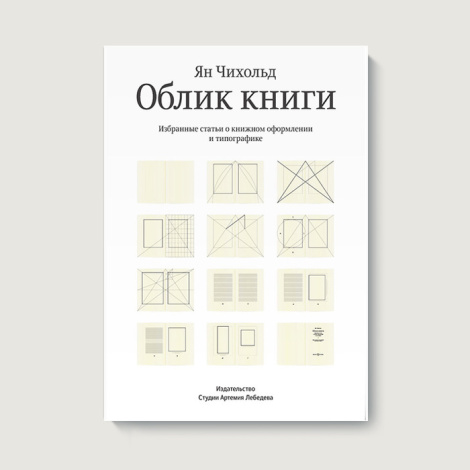 Ян Чихольд
Облик книги
Избранные статьи о книжном оформлении
и типографике
Издательство
Студии Артемия Лебедева